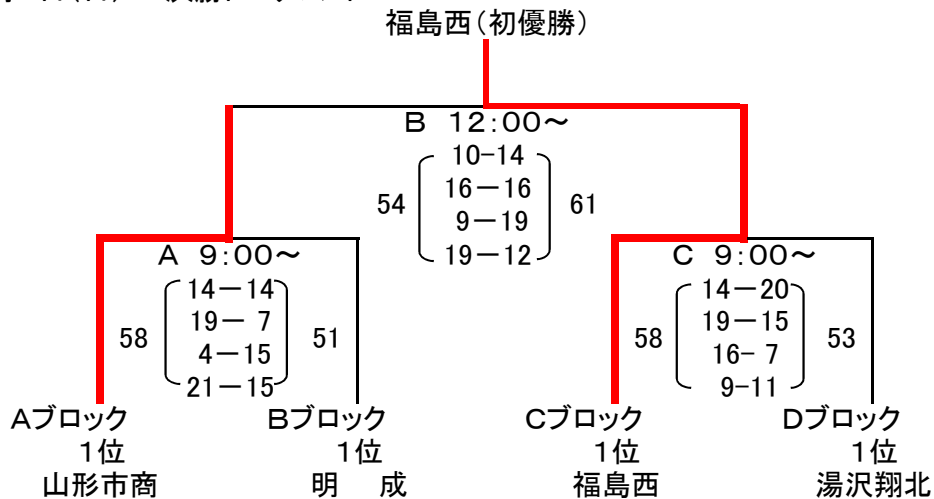 福島西(初優勝)
B 12:00～
54
10-14
16－16
9－19
19－12
61
A 9:00～
58
14－14
19－ 7
4－15
21－15
51
C 9:00～
58
14－20
19－15
16- 7
9-11
53
Aブロック
1位
山形市商
Bブロック
1位
明　成
Cブロック
1位
福島西
Dブロック
1位
湯沢翔北